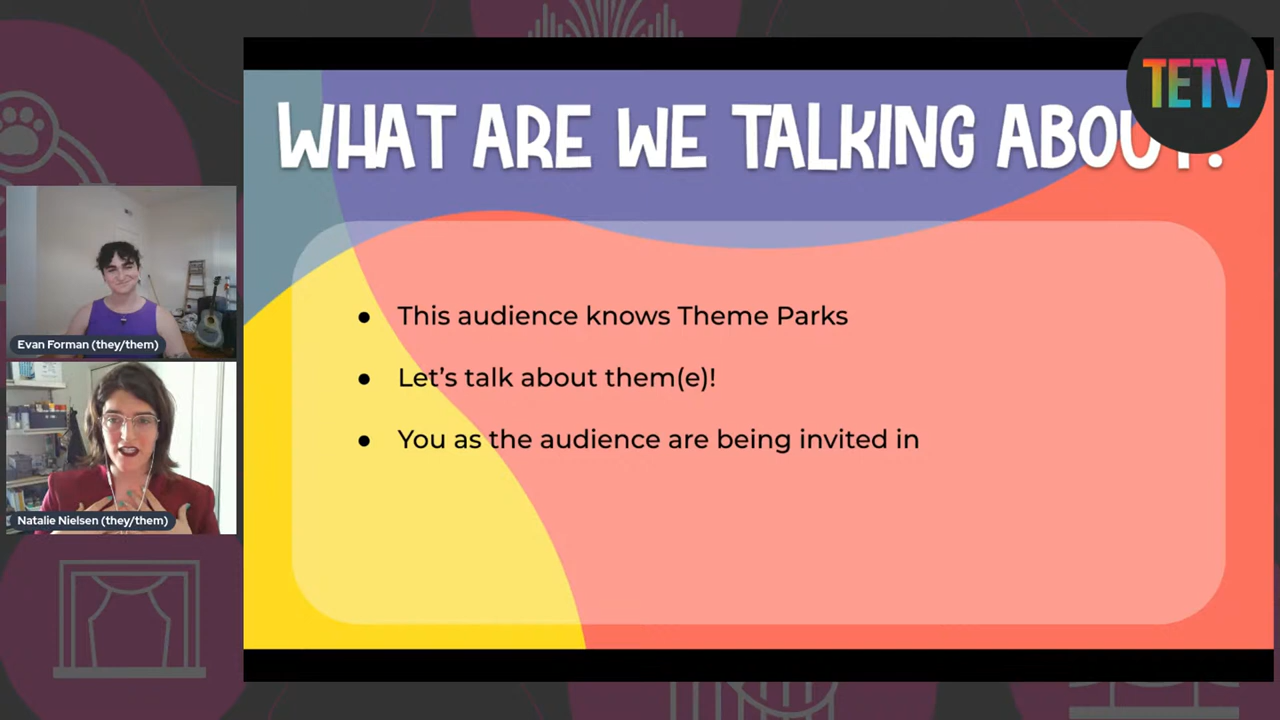 WHAT ARE WE TALKING ABOUT?
TETV
This audience knows Theme Parks
Let's talk about them(e)!
You as the audience are being invited in
Evan Forman (they/them)
Natalie Nielsen (they/them)